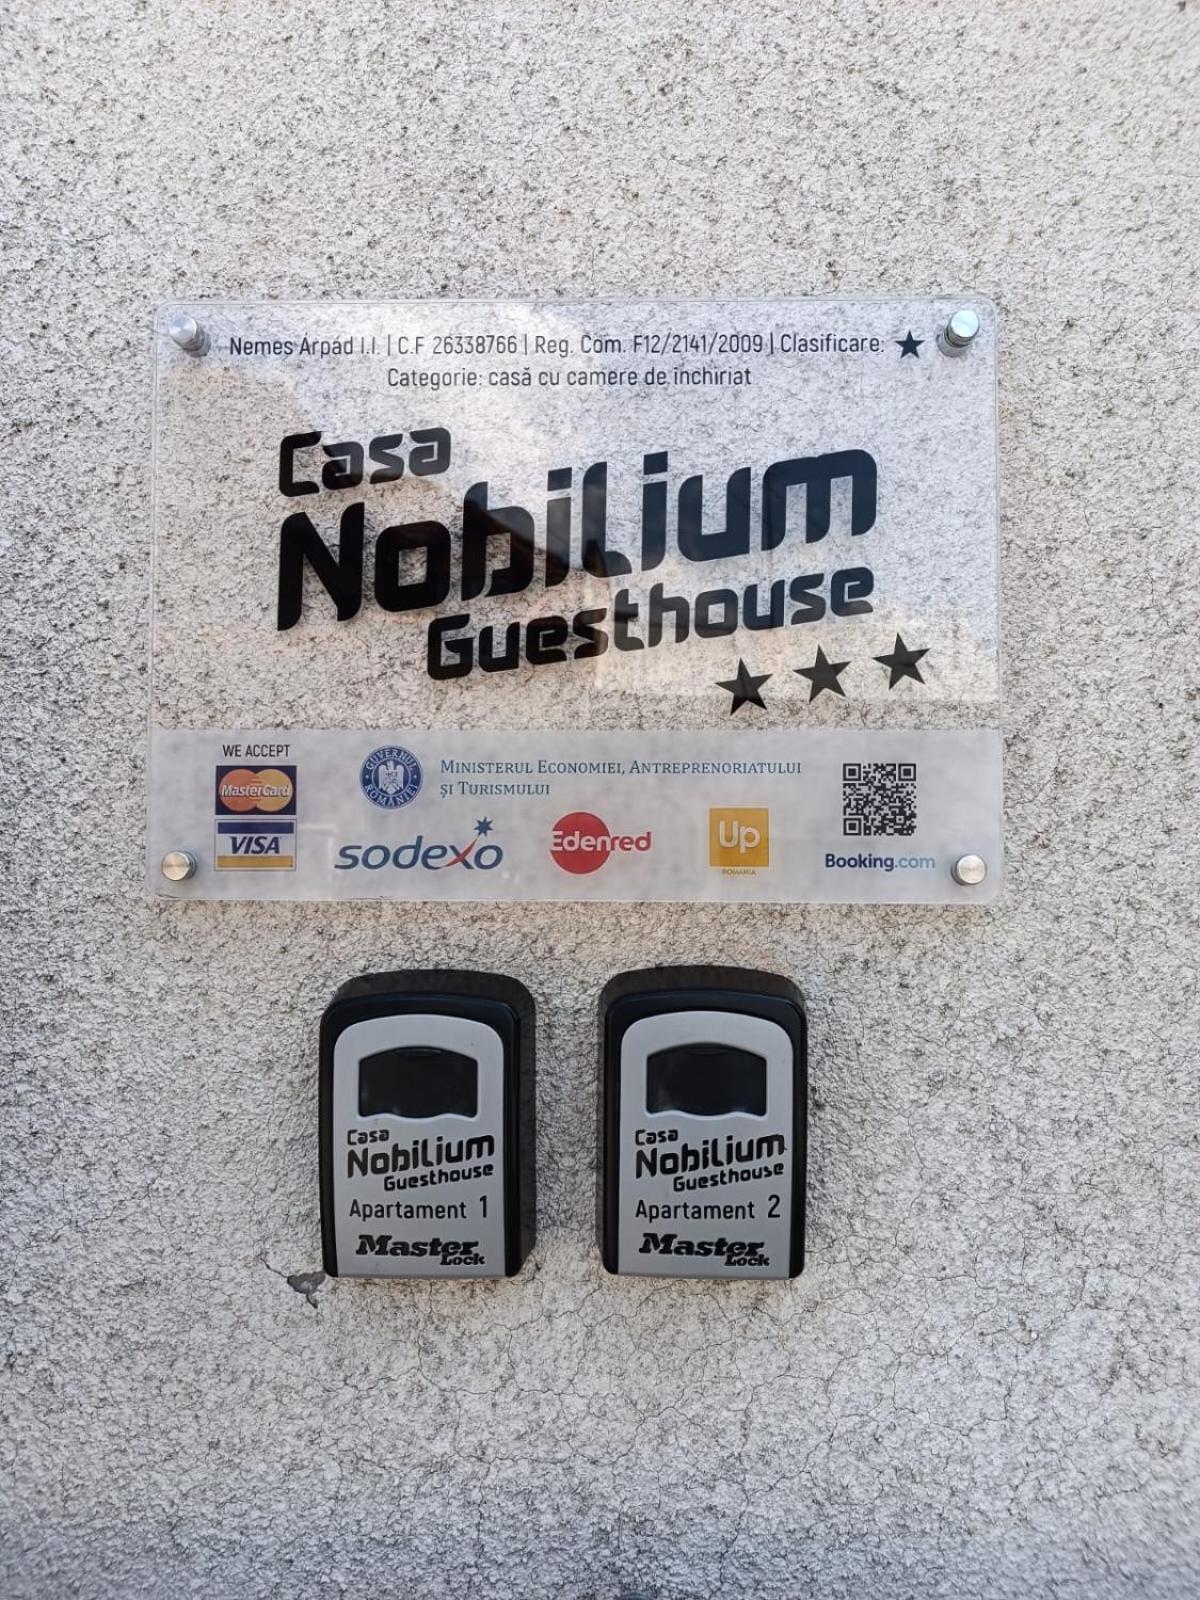 Nemes Árpád I.I. | C.F 26338766 | Reg. Com. F12/2141/2009 | Clasificare: ★
Categorie: casă cu camere de închiriat
Casa
Nobilium
Guesthouse
★ ★ ★
WE ACCEPT
MasterCard
VISA
GUVERNUL ROMÂNIEI
MINISTERUL ECONOMIEI, ANTREPRENORIATULUI
ȘI TURISMULUI
sodexo
Edenred
Up
ROMANIA
Booking.com
Casa
Nobilium
Guesthouse
Apartament 1
Master
Lock
Casa
Nobilium
Guesthouse
Apartament 2
Master
Lock